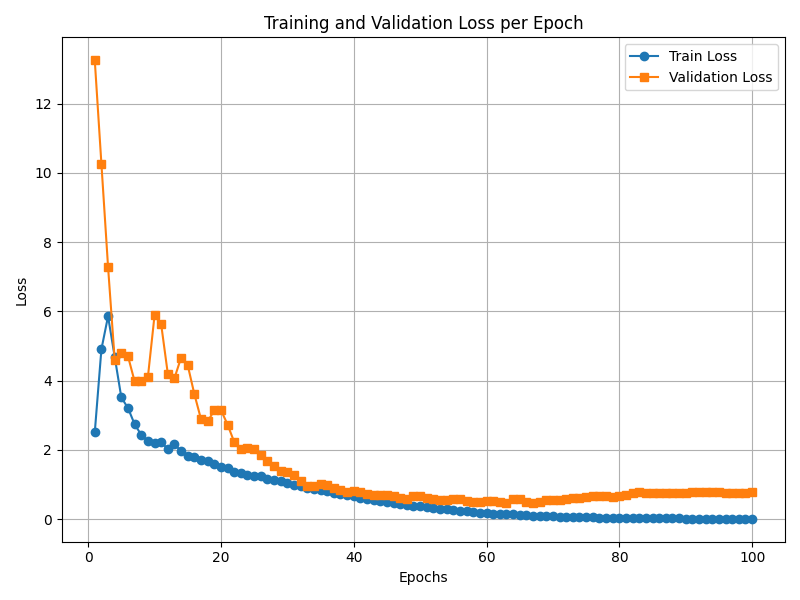 Training and Validation Loss per Epoch
Train Loss
Validation Loss
12
10
8
6
4
2
0
Loss
0 20 40 60 80 100
Epochs